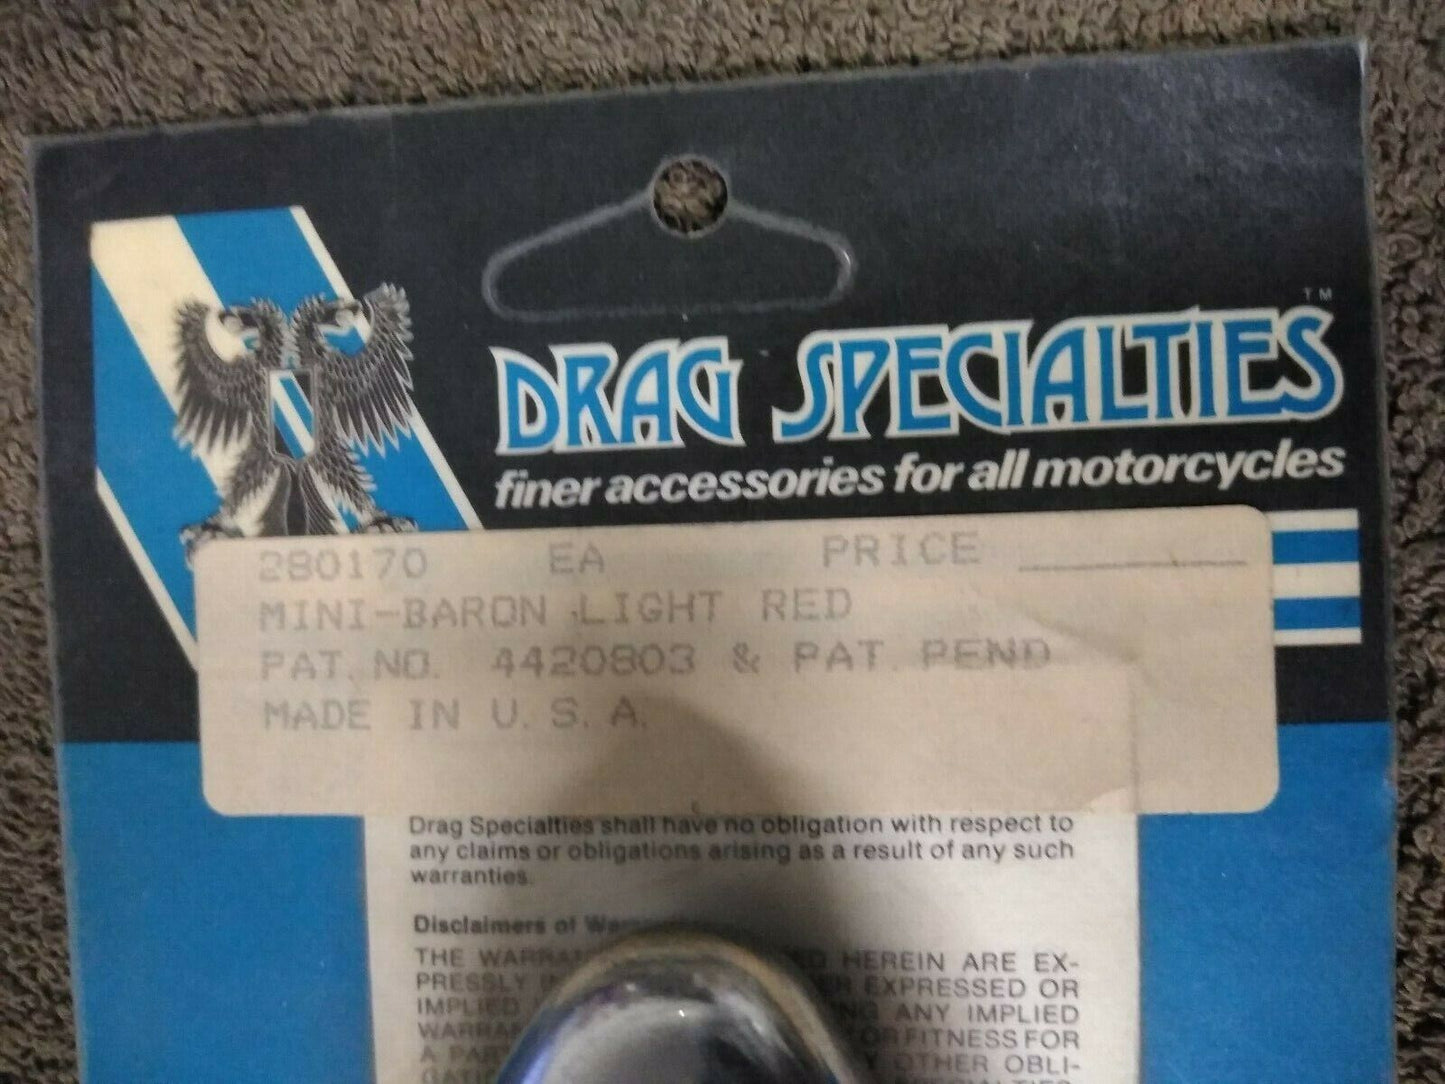 DRAG SPECIALTIES TM
finer accessories for all motorcycles
280170 EA PRICE
MINI-BARON LIGHT RED
PAT. NO. 4420803 & PAT. PEND
MADE IN U. S. A.
Drag Specialties shall have no obligation with respect to
any claims or obligations arising as a result of any such
warranties.
Disclaimers of
THE HEREIN ARE EX-
PRESSLY EXPRESSED OR
IMPLIED ANY IMPLIED
FITNESS FOR
A OTHER OBLI-